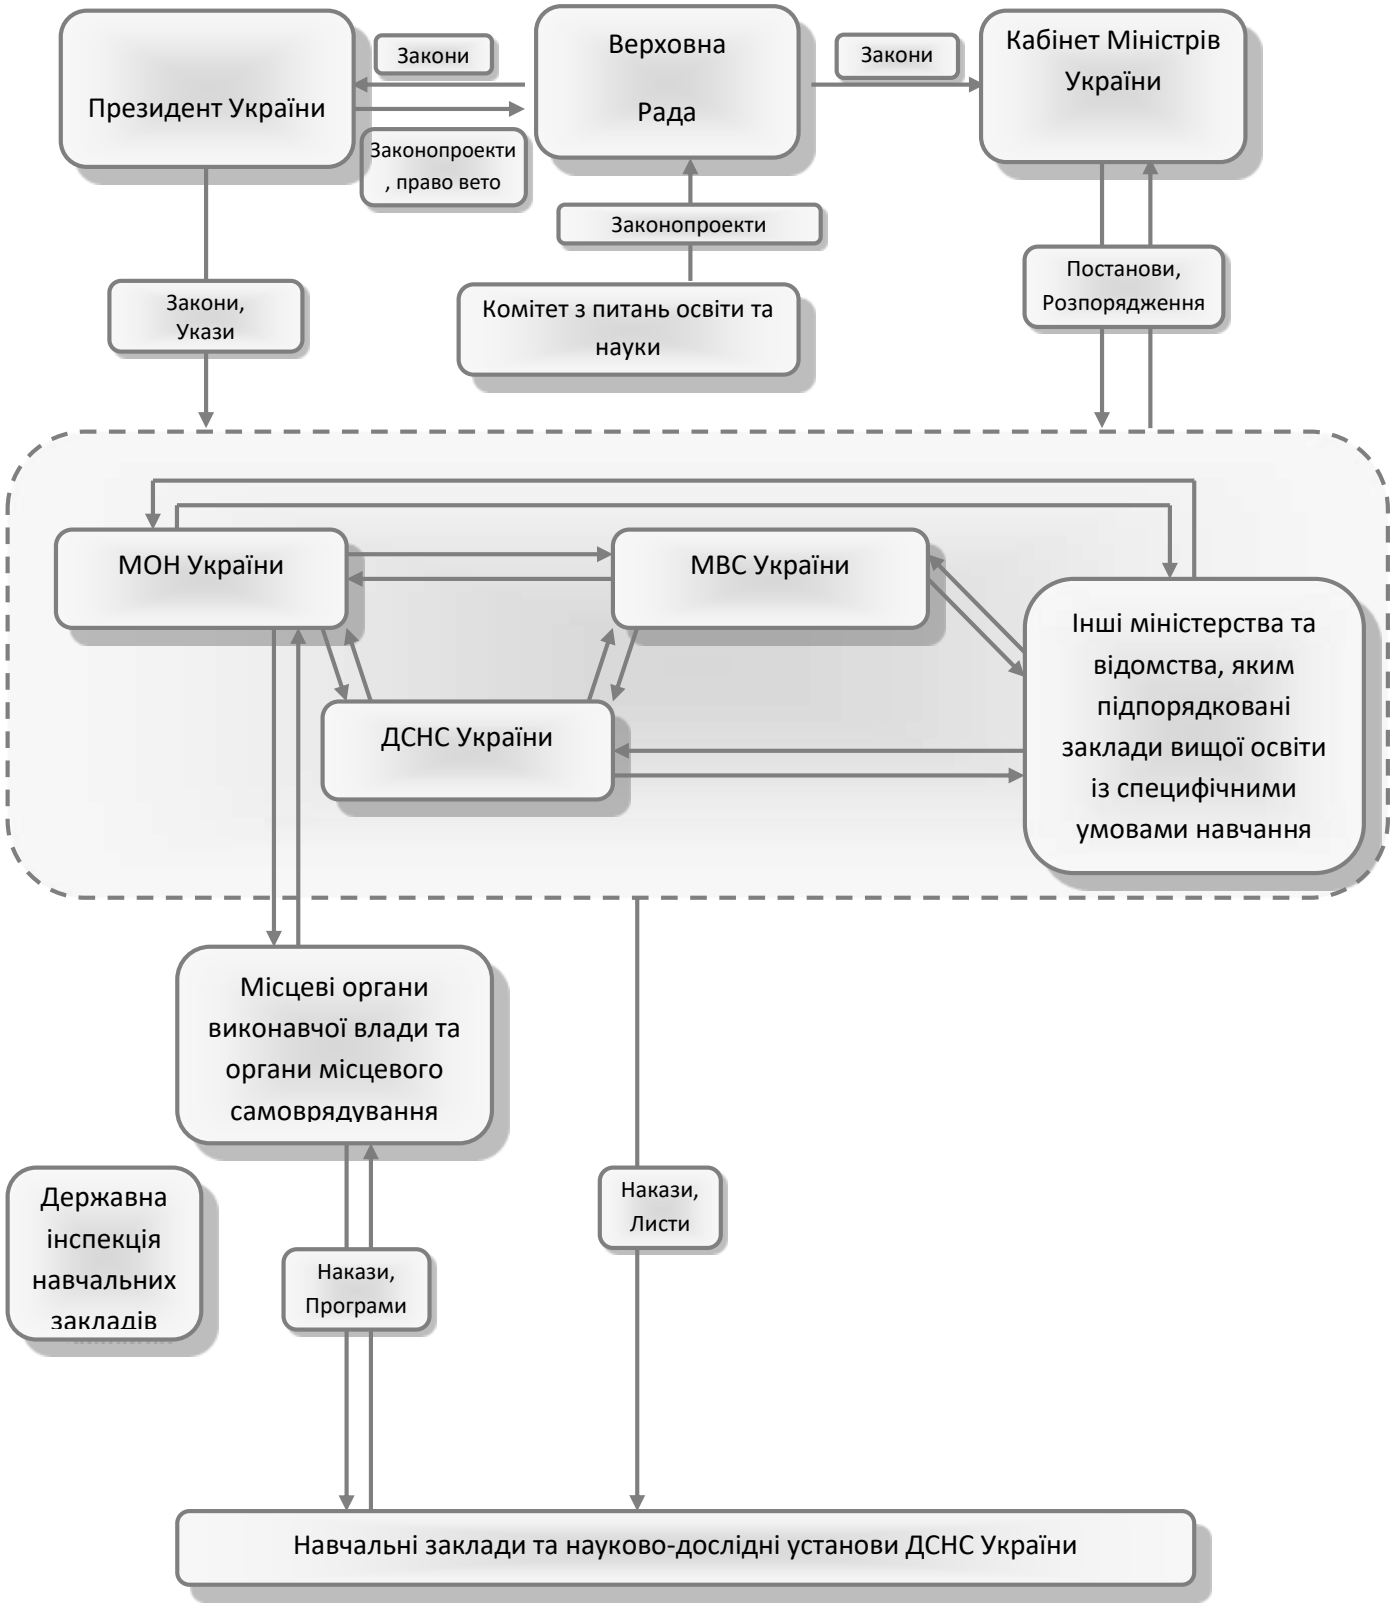 Президент України
Закони
Верховна
Рада
Закони
Кабінет Міністрів
України
Законопроекти
, право вето
Законопроекти
Комітет з питань освіти та
науки
Закони,
Укази
Постанови,
Розпорядження
МОН України
МВС України
ДСНС України
Інші міністерства та
відомства, яким
підпорядковані
заклади вищої освіти
із специфічними
умовами навчання
Місцеві органи
виконавчої влади та
органи місцевого
самоврядування
Державна
інспекція
навчальних
закладів
Накази,
Листи
Накази,
Програми
Навчальні заклади та науково-дослідні установи ДСНС України